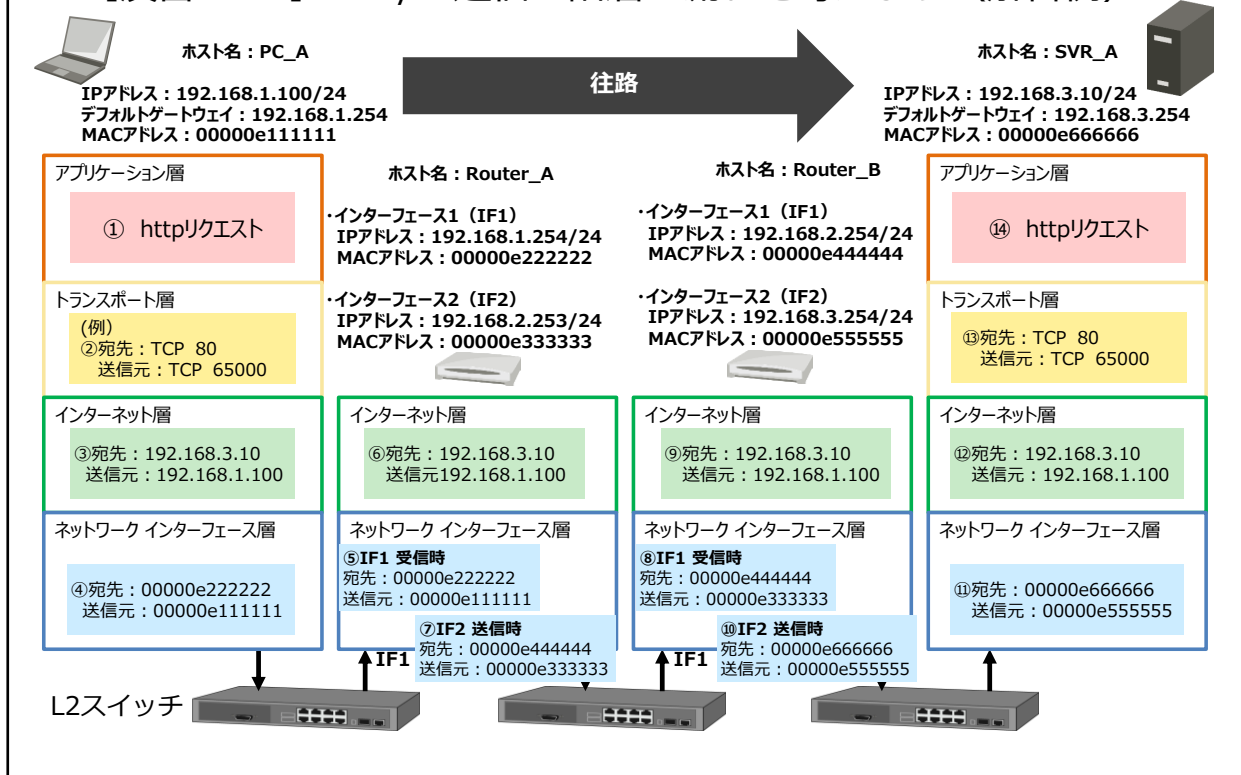 ホスト名：PC_A
IPアドレス：192.168.1.100/24
デフォルトゲートウェイ：192.168.1.254
MACアドレス：00000e111111
往路
ホスト名：SVR_A
IPアドレス：192.168.3.10/24
デフォルトゲートウェイ：192.168.3.254
MACアドレス：00000e666666
アプリケーション層
① httpリクエスト
トランスポート層
(例)
②宛先：TCP 80
送信元：TCP 65000
インターネット層
③宛先：192.168.3.10
送信元：192.168.1.100
ネットワーク インターフェース層
④宛先：00000e222222
送信元：00000e111111
ホスト名：Router_A
・インターフェース1（IF1）
IPアドレス：192.168.1.254/24
MACアドレス：00000e222222
・インターフェース2（IF2）
IPアドレス：192.168.2.253/24
MACアドレス：00000e333333
インターネット層
⑥宛先：192.168.3.10
送信元192.168.1.100
ネットワーク インターフェース層
⑤IF1 受信時
宛先：00000e222222
送信元：00000e111111
⑦IF2 送信時
宛先：00000e444444
送信元：00000e333333
IF1
ホスト名：Router_B
・インターフェース1（IF1）
IPアドレス：192.168.2.254/24
MACアドレス：00000e444444
・インターフェース2（IF2）
IPアドレス：192.168.3.254/24
MACアドレス：00000e555555
インターネット層
⑨宛先：192.168.3.10
送信元：192.168.1.100
ネットワーク インターフェース層
⑧IF1 受信時
宛先：00000e444444
送信元：00000e333333
⑩IF2 送信時
宛先：00000e666666
送信元：00000e555555
IF1
アプリケーション層
⑭ httpリクエスト
トランスポート層
⑬宛先：TCP 80
送信元：TCP 65000
インターネット層
⑫宛先：192.168.3.10
送信元：192.168.1.100
ネットワーク インターフェース層
⑪宛先：00000e666666
送信元：00000e555555
L2スイッチ